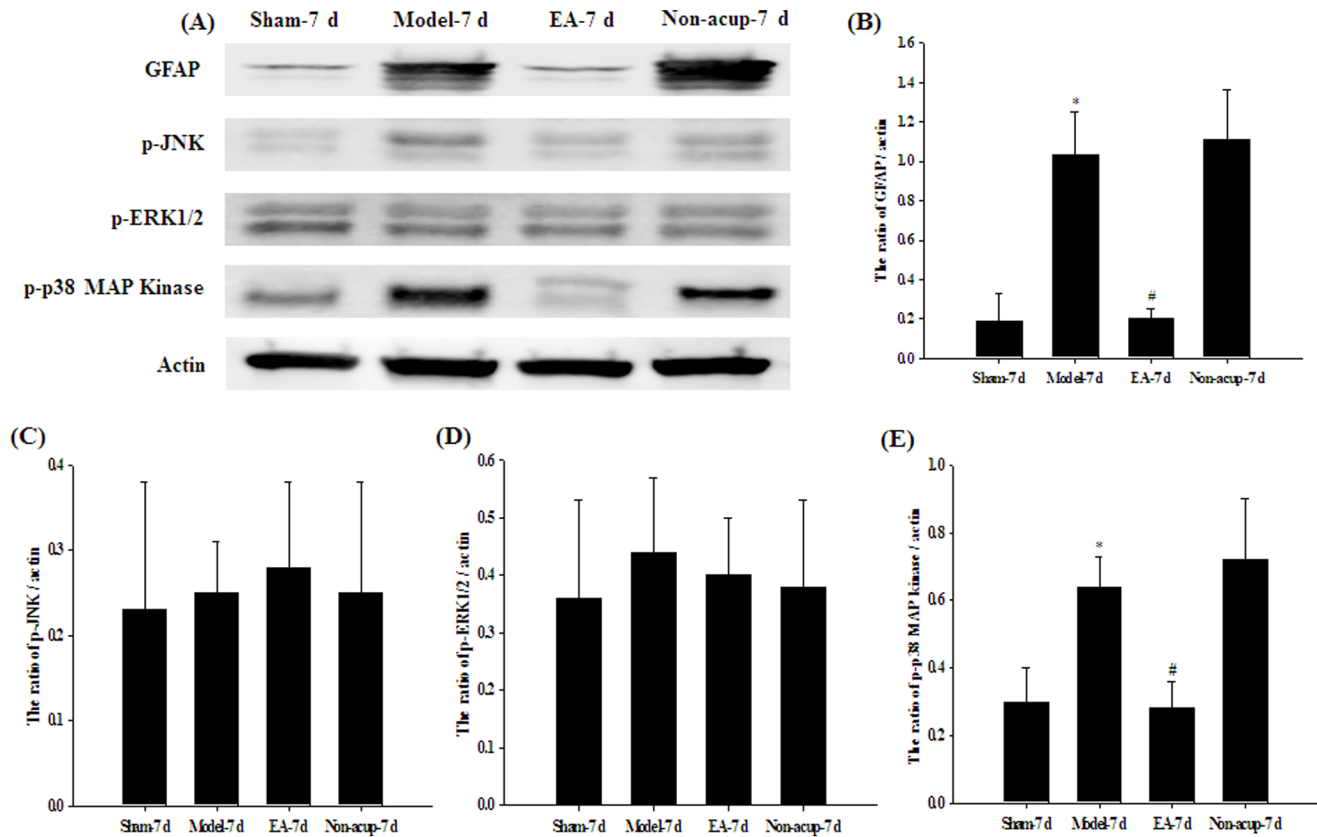 (A) Sham-7 d Model-7 d EA-7 d Non-acup-7 d
GFAP
p-JNK
p-ERK1/2
p-p38 MAP Kinase
Actin
(B)
The ratio of GFAP / actin
1.6
1.4
1.2
1.0
0.8
0.6
0.4
0.2
0.0
*
#
Sham-7 d Model-7d EA-7d Non-acup-7d
(C)
The ratio of p-JNK / actin
0.4
0.3
0.2
0.1
0.0
Sham-7d Model-7d EA-7d Non-acup-7d
(D)
The ratio of p-ERK1/2 / actin
0.6
0.5
0.4
0.3
0.2
0.1
0.0
Sham-7d Model-7d EA-7d Non-acup-7d
(E)
The ratio of p-p38 MAP kinase / actin
1.0
0.8
0.6
0.4
0.2
0.0
*
#
Sham-7d Model-7d EA-7d Non-acup-7d